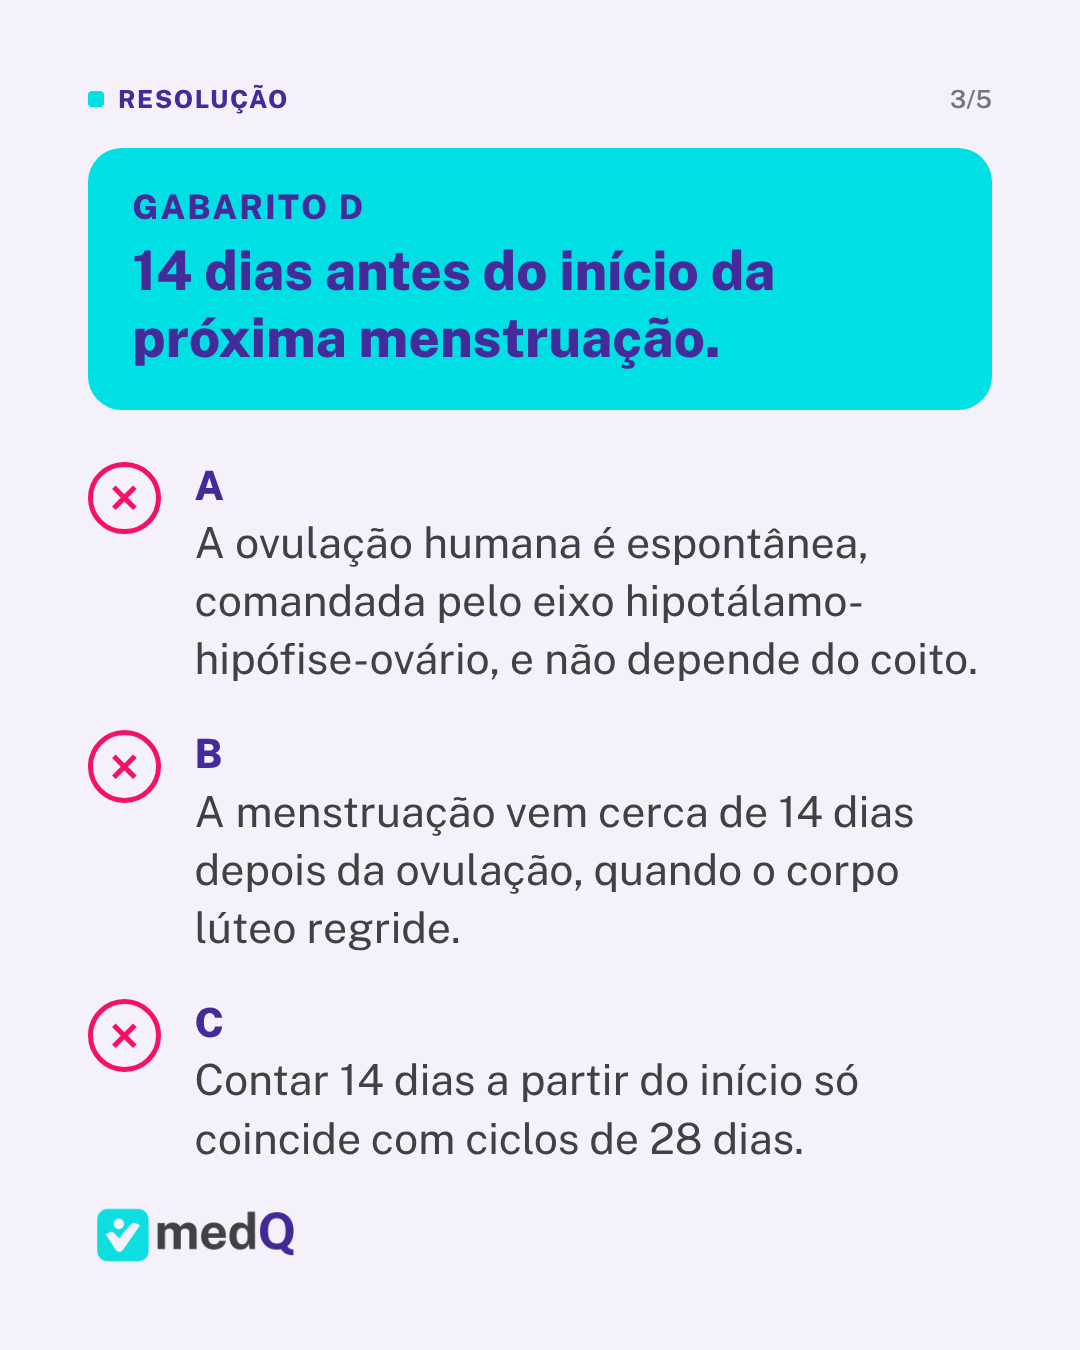 RESOLUÇÃO
3/5
GABARITO D
14 dias antes do início da
próxima menstruação.
A
A ovulação humana é espontânea,
comandada pelo eixo hipotálamo-
hipófise-ovário, e não depende do coito.
B
A menstruação vem cerca de 14 dias
depois da ovulação, quando o corpo
lúteo regride.
C
Contar 14 dias a partir do início só
coincide com ciclos de 28 dias.
medQ